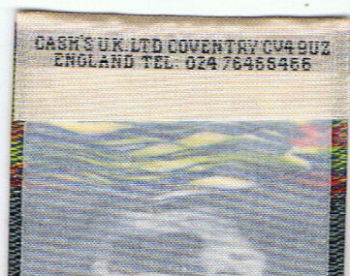 CASH'S U.K. LTD COVENTRY CV4 9UZ
ENGLAND TEL: 024 76466466